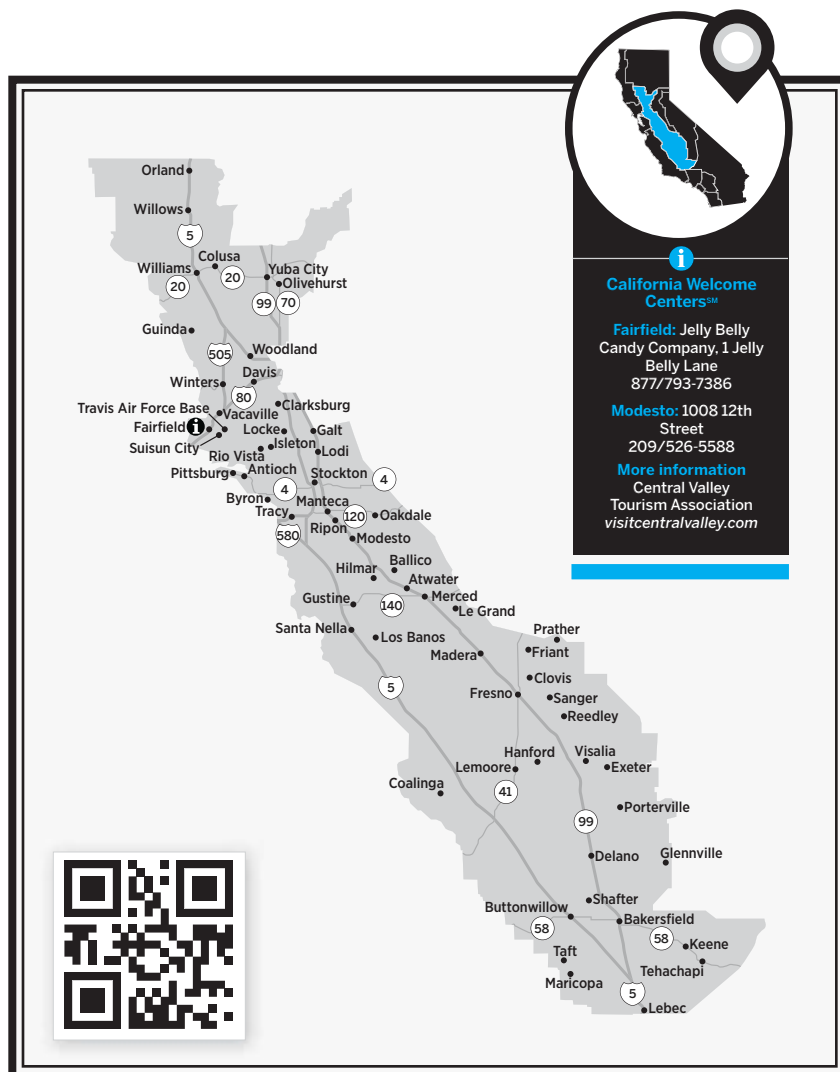 Orland
Willows
5
Colusa
Williams
20
20
Yuba City
Olivehurst
99
70
Guinda
505
Woodland
Davis
Winters
80
Travis Air Force Base
Vacaville
Clarksburg
Fairfield
i
Locke
Galt
Suisun City
Isleton
Rio Vista
Lodi
Pittsburg
Antioch
Stockton
4
4
Byron
Manteca
Tracy
120
Oakdale
Ripon
580
Modesto
Ballico
Hilmar
Atwater
Merced
Gustine
140
Le Grand
Santa Nella
Los Banos
Prather
Friant
Madera
Clovis
5
Fresno
Sanger
Reedley
Hanford
Visalia
Lemoore
Exeter
Coalinga
41
Porterville
99
Delano
Glennville
Shafter
Buttonwillow
Bakersfield
58
58
Keene
Taft
Tehachapi
Maricopa
5
Lebec
i
California Welcome
Centers℠
Fairfield: Jelly Belly
Candy Company, 1 Jelly
Belly Lane
877/793-7386
Modesto: 1008 12th
Street
209/526-5588
More information
Central Valley
Tourism Association
visitcentralvalley.com